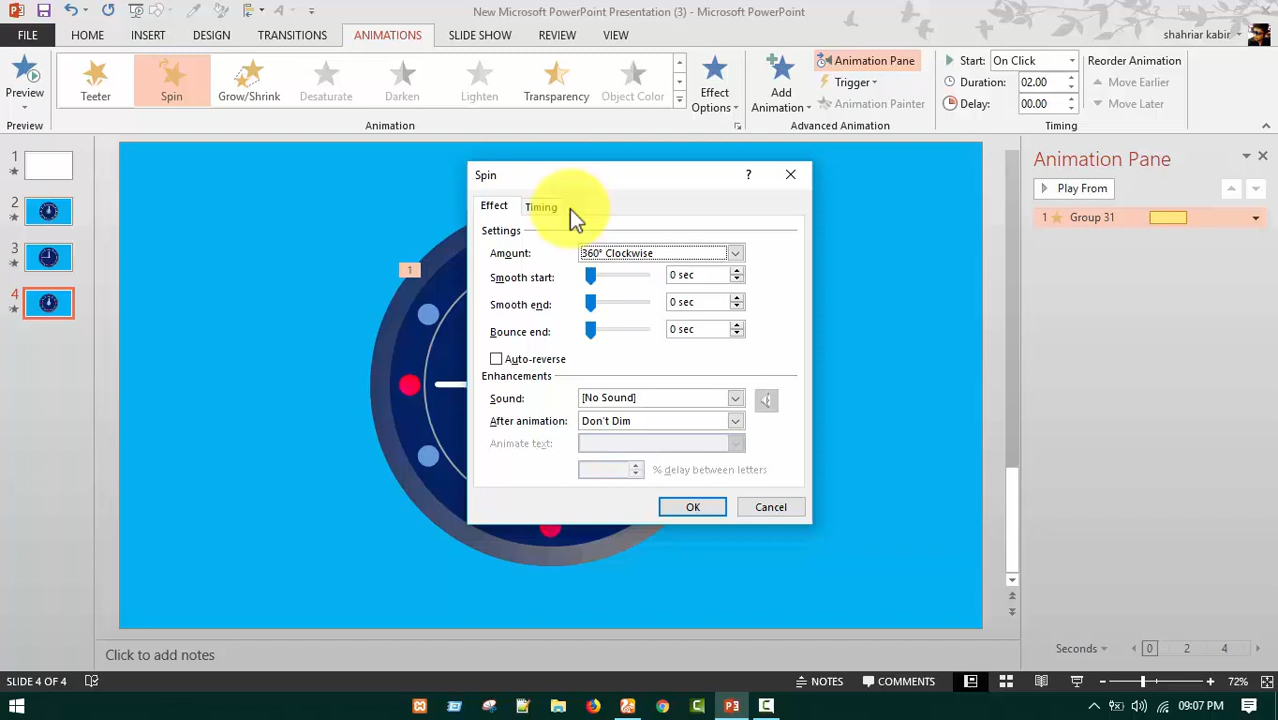 New Microsoft PowerPoint Presentation (3) - Microsoft PowerPoint
FILE HOME INSERT DESIGN TRANSITIONS ANIMATIONS SLIDE SHOW REVIEW VIEW shahriar kabir
Preview
Teeter Spin Grow/Shrink Desaturate Darken Lighten Transparency Object Color
Effect Options
Add Animation
Animation Pane
Trigger
Animation Painter
Start: On Click
Duration: 02.00
Delay: 00.00
Reorder Animation
Move Earlier
Move Later
Preview Animation Advanced Animation Timing
1
2
3
4
1
Spin
?
Effect Timing
Settings
Amount: 360° Clockwise
Smooth start: 0 sec
Smooth end: 0 sec
Bounce end: 0 sec
Auto-reverse
Enhancements
Sound: [No Sound]
After animation: Don't Dim
Animate text:
% delay between letters
OK Cancel
Animation Pane
Play From
1 Group 31
Seconds 0 2 4
Click to add notes
SLIDE 4 OF 4 NOTES COMMENTS 72%
09:07 PM